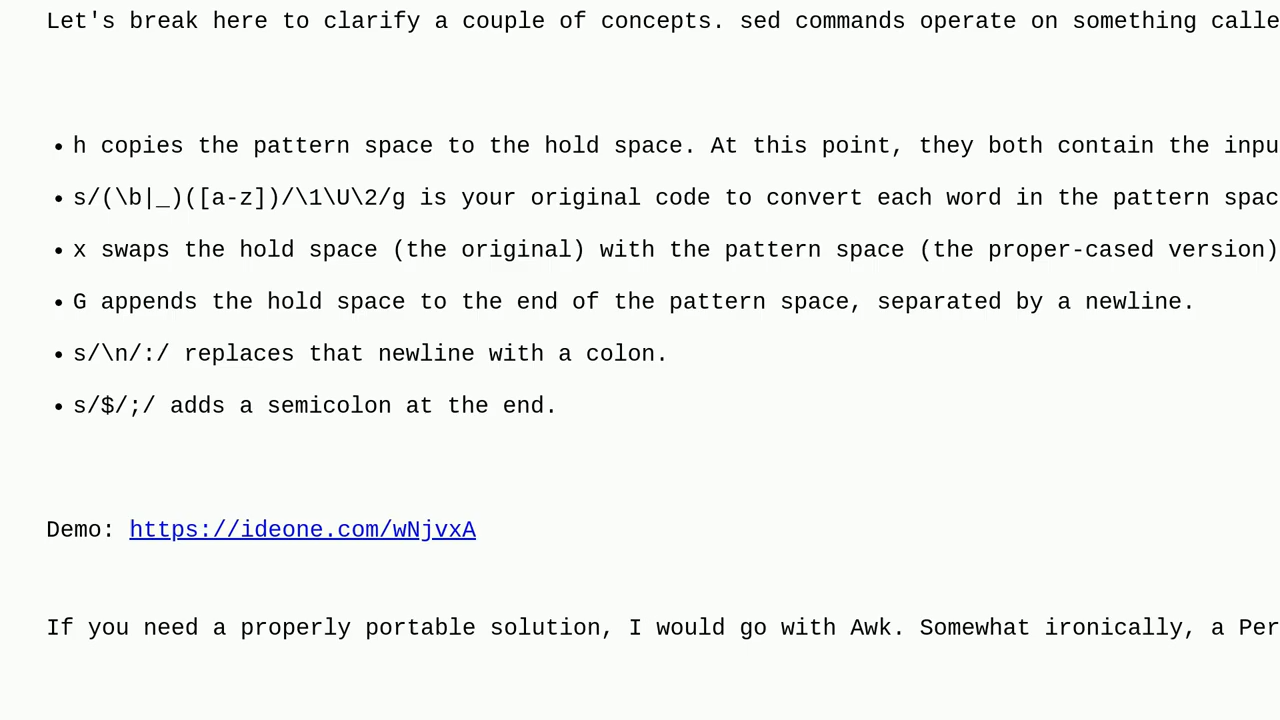 Let's break here to clarify a couple of concepts. sed commands operate on something
• h copies the pattern space to the hold space. At this point, they both contain the
• s/(\b|_)([a-z])/\1\U\2/g is your original code to convert each word in the pattern
• x swaps the hold space (the original) with the pattern space (the proper-cased version)
• G appends the hold space to the end of the pattern space, separated by a newline.
• s/\n/:/ replaces that newline with a colon.
• s/$/;/ adds a semicolon at the end.
Demo: https://ideone.com/wNjvxA
If you need a properly portable solution, I would go with Awk. Somewhat ironically, a